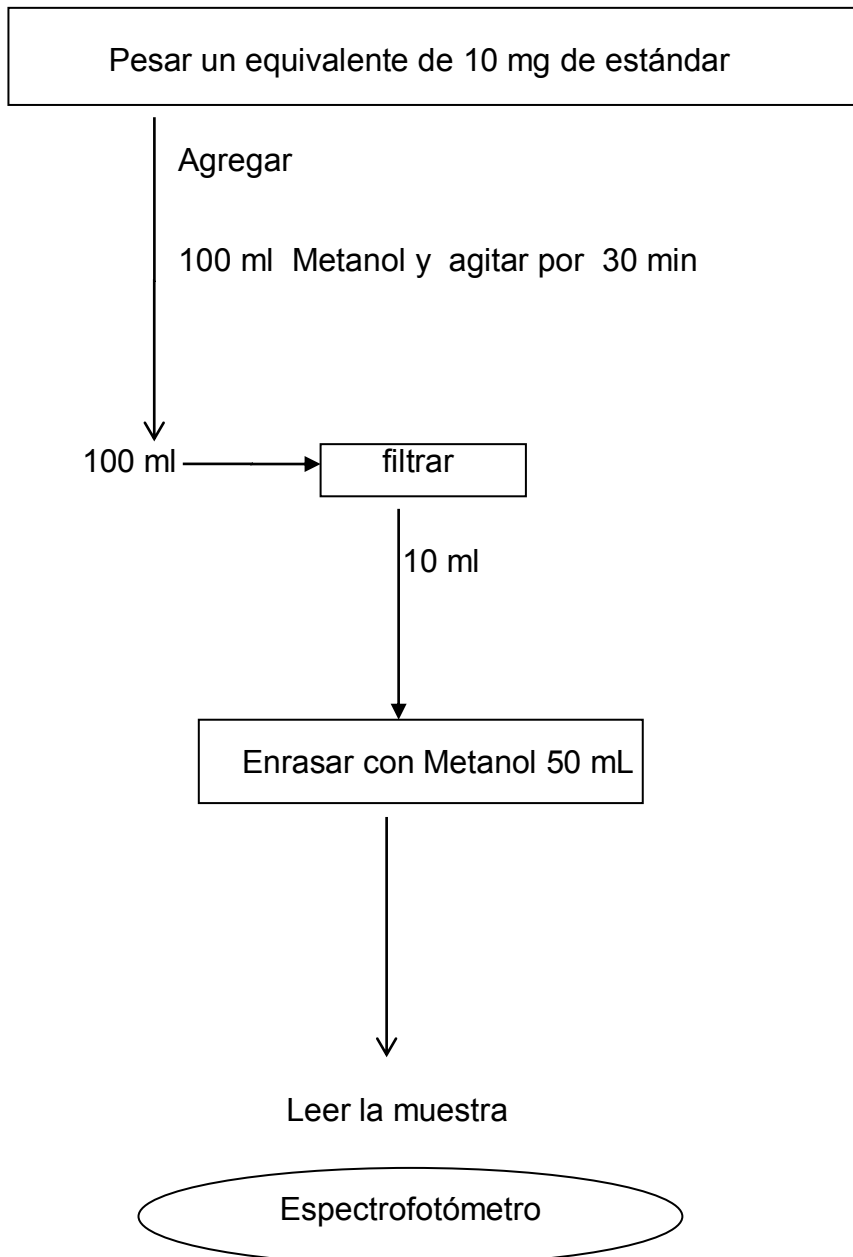 Pesar un equivalente de 10 mg de estándar
Agregar
100 ml Metanol y agitar por 30 min
100 ml
filtrar
10 ml
Enrasar con Metanol 50 mL
Leer la muestra
Espectrofotómetro